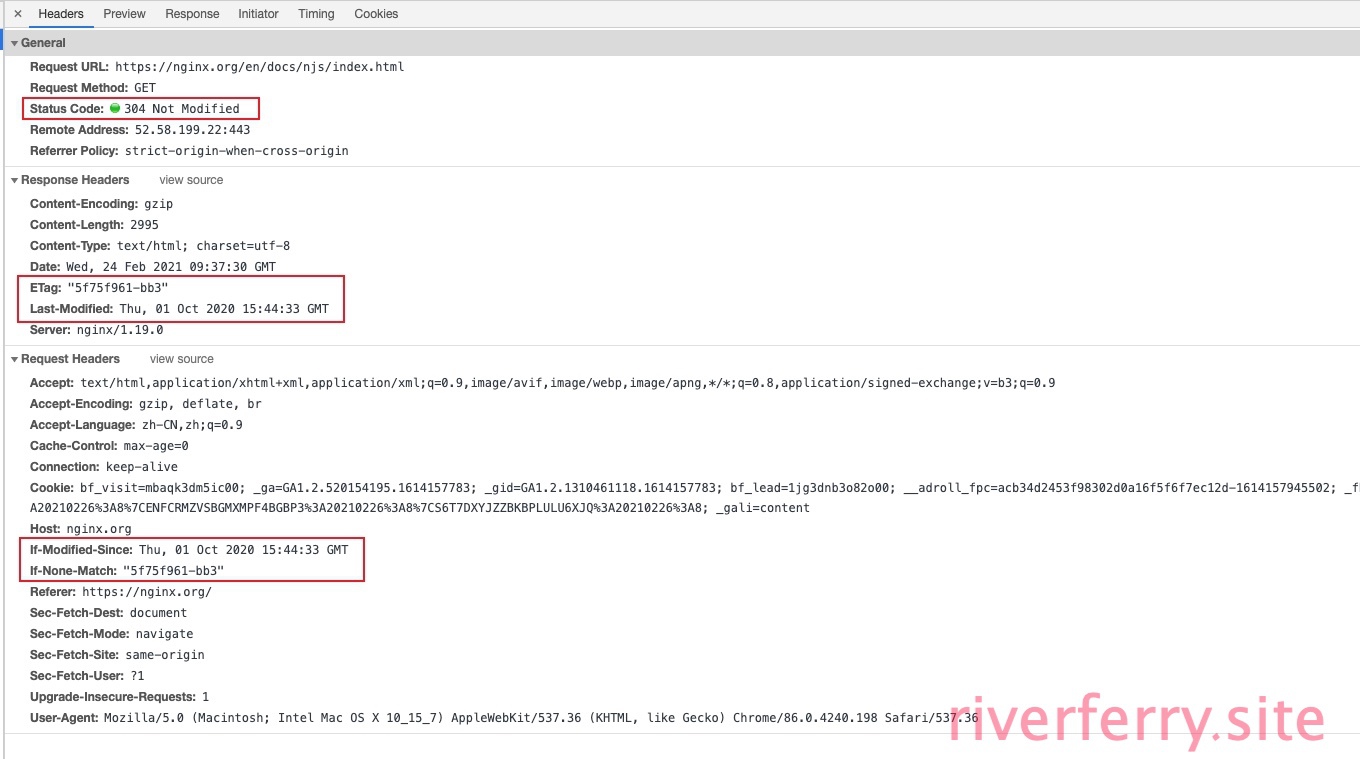 × Headers Preview Response Initiator Timing Cookies
General
Request URL: https://nginx.org/en/docs/njs/index.html
Request Method: GET
Status Code: 304 Not Modified
Remote Address: 52.58.199.22:443
Referrer Policy: strict-origin-when-cross-origin
Response Headers view source
Content-Encoding: gzip
Content-Length: 2995
Content-Type: text/html; charset=utf-8
Date: Wed, 24 Feb 2021 09:37:30 GMT
ETag: "5f75f961-bb3"
Last-Modified: Thu, 01 Oct 2020 15:44:33 GMT
Server: nginx/1.19.0
Request Headers view source
Accept: text/html,application/xhtml+xml,application/xml;q=0.9,image/avif,image/webp,image/apng,*/*;q=0.8,application/signed-exchange;v=b3;q=0.9
Accept-Encoding: gzip, deflate, br
Accept-Language: zh-CN,zh;q=0.9
Cache-Control: max-age=0
Connection: keep-alive
Cookie: bf_visit=mbaqk3dm5ic00; _ga=GA1.2.520154195.1614157783; _gid=GA1.2.1310461118.1614157783; bf_lead=1jg3dnb3o82o00; __adroll_fpc=acb34d2453f98302d0a16f5f6f7ec12d-1614157945502;
A20210226%3A8%7CENFCRMZVSBGMXMPF4BGBP3%3A20210226%3A8%7CS6T7DXYJZZBKBPLULU6XJQ%3A20210226%3A8; _gali=content
Host: nginx.org
If-Modified-Since: Thu, 01 Oct 2020 15:44:33 GMT
If-None-Match: "5f75f961-bb3"
Referer: https://nginx.org/
Sec-Fetch-Dest: document
Sec-Fetch-Mode: navigate
Sec-Fetch-Site: same-origin
Sec-Fetch-User: ?1
Upgrade-Insecure-Requests: 1
User-Agent: Mozilla/5.0 (Macintosh; Intel Mac OS X 10_15_7) AppleWebKit/537.36 (KHTML, like Gecko) Chrome/86.0.4240.198 Safari/537.36
riverferry.site